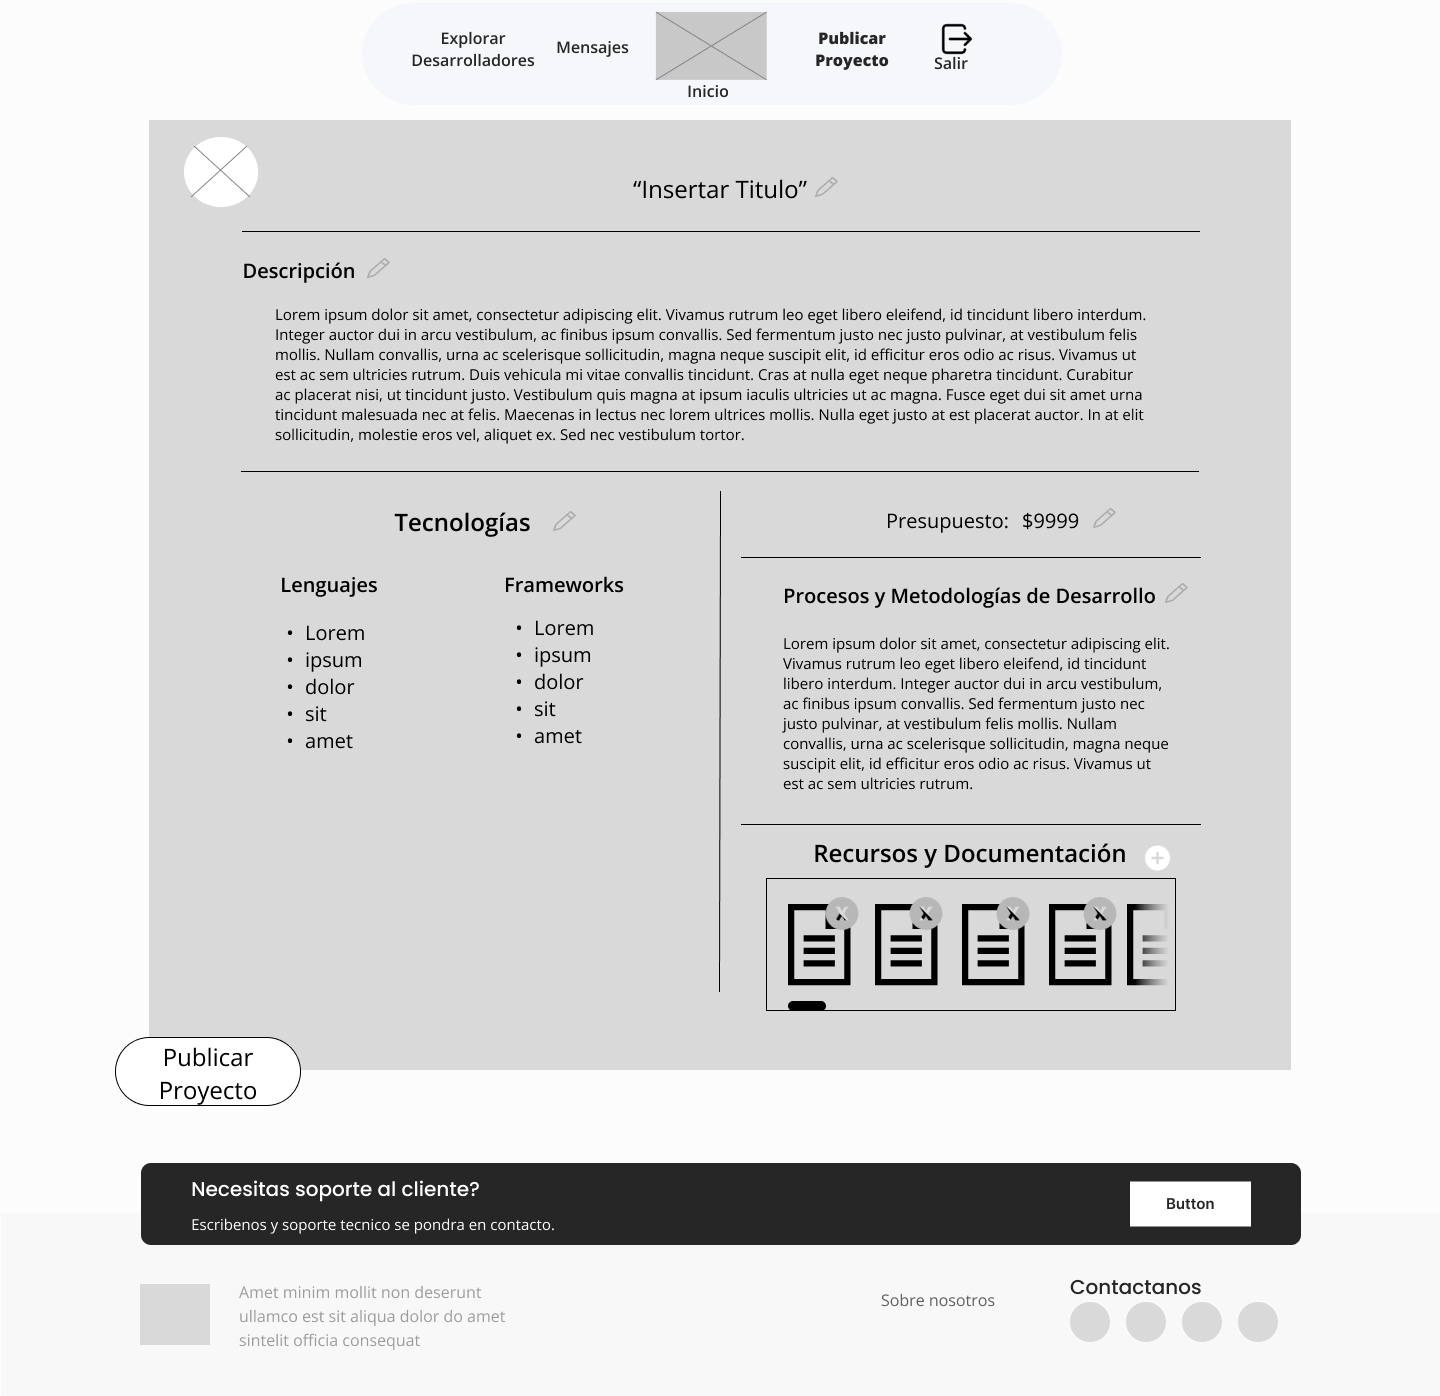 Explorar
Desarrolladores
Mensajes
Inicio
Publicar
Proyecto
Salir
“Insertar Titulo”
Descripción
Lorem ipsum dolor sit amet, consectetur adipiscing elit. Vivamus rutrum leo eget libero eleifend, id tincidunt libero interdum.
Integer auctor dui in arcu vestibulum, ac finibus ipsum convallis. Sed fermentum justo nec justo pulvinar, at vestibulum felis
mollis. Nullam convallis, urna ac scelerisque sollicitudin, magna neque suscipit elit, id efficitur eros odio ac risus. Vivamus ut
est ac sem ultricies rutrum. Duis vehicula mi vitae convallis tincidunt. Cras at nulla eget neque pharetra tincidunt. Curabitur
ac placerat nisi, ut tincidunt justo. Vestibulum quis magna at ipsum iaculis ultricies ut ac magna. Fusce eget dui sit amet urna
tincidunt malesuada nec at felis. Maecenas in lectus nec lorem ultrices mollis. Nulla eget justo at est placerat auctor. In at elit
sollicitudin, molestie eros vel, aliquet ex. Sed nec vestibulum tortor.
Tecnologías
Lenguajes
• Lorem
• ipsum
• dolor
• sit
• amet
Frameworks
• Lorem
• ipsum
• dolor
• sit
• amet
Presupuesto: $9999
Procesos y Metodologías de Desarrollo
Lorem ipsum dolor sit amet, consectetur adipiscing elit.
Vivamus rutrum leo eget libero eleifend, id tincidunt
libero interdum. Integer auctor dui in arcu vestibulum,
ac finibus ipsum convallis. Sed fermentum justo nec
justo pulvinar, at vestibulum felis mollis. Nullam
convallis, urna ac scelerisque sollicitudin, magna neque
suscipit elit, id efficitur eros odio ac risus. Vivamus ut
est ac sem ultricies rutrum.
Recursos y Documentación
X X X X
Publicar
Proyecto
Necesitas soporte al cliente?
Escribenos y soporte tecnico se pondra en contacto.
Button
Amet minim mollit non deserunt
ullamco est sit aliqua dolor do amet
sintelit officia consequat
Sobre nosotros
Contactanos